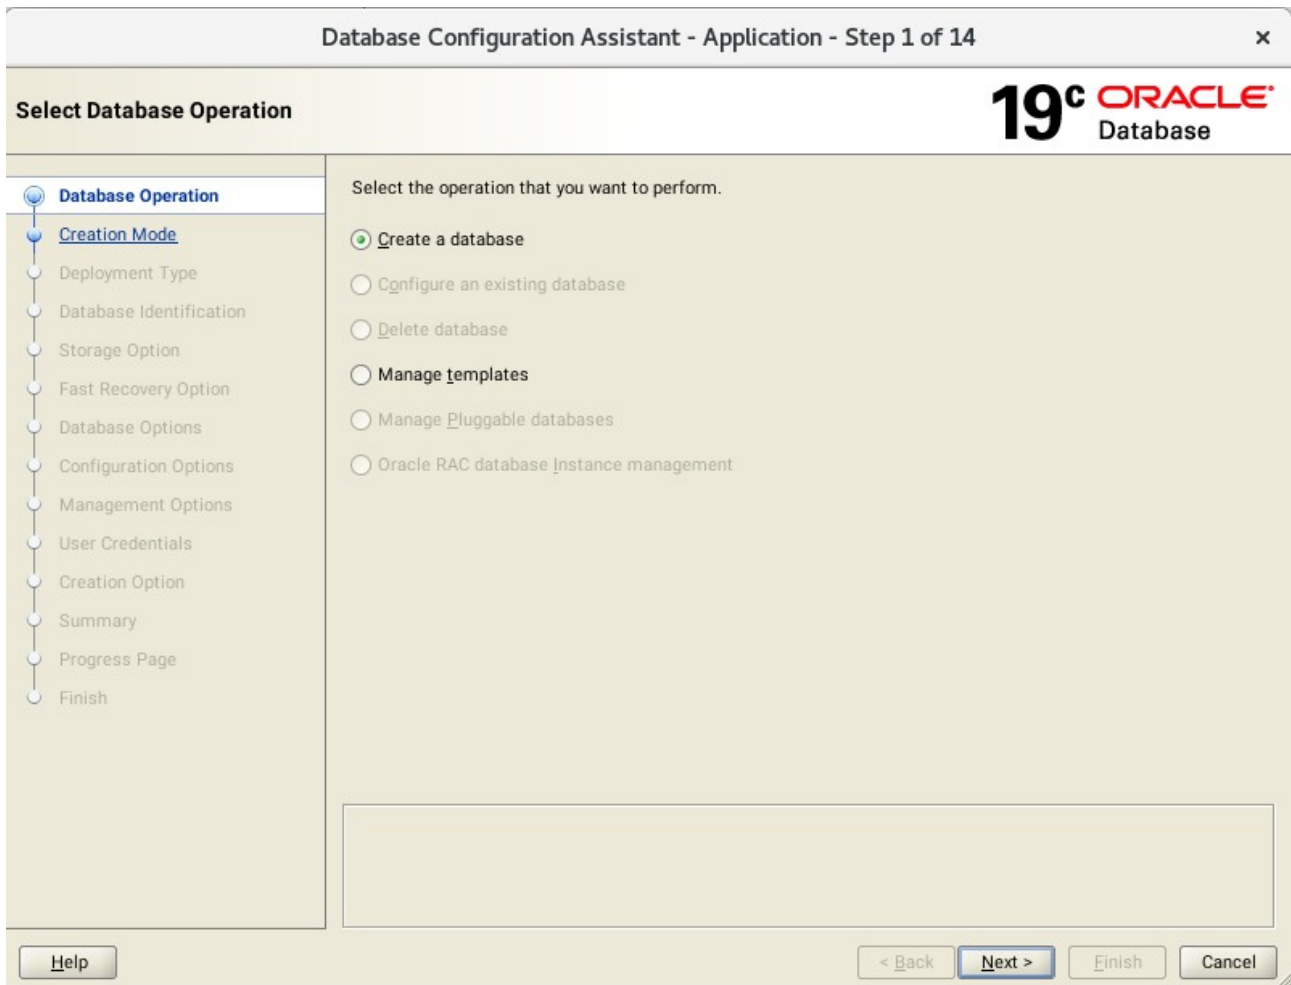 Database Configuration Assistant - Application - Step 1 of 14
×
Select Database Operation
19c ORACLE
Database
Database Operation
Creation Mode
Deployment Type
Database Identification
Storage Option
Fast Recovery Option
Database Options
Configuration Options
Management Options
User Credentials
Creation Option
Summary
Progress Page
Finish
Select the operation that you want to perform.
Create a database
Configure an existing database
Delete database
Manage templates
Manage Pluggable databases
Oracle RAC database Instance management
Help
< Back
Next >
Finish
Cancel